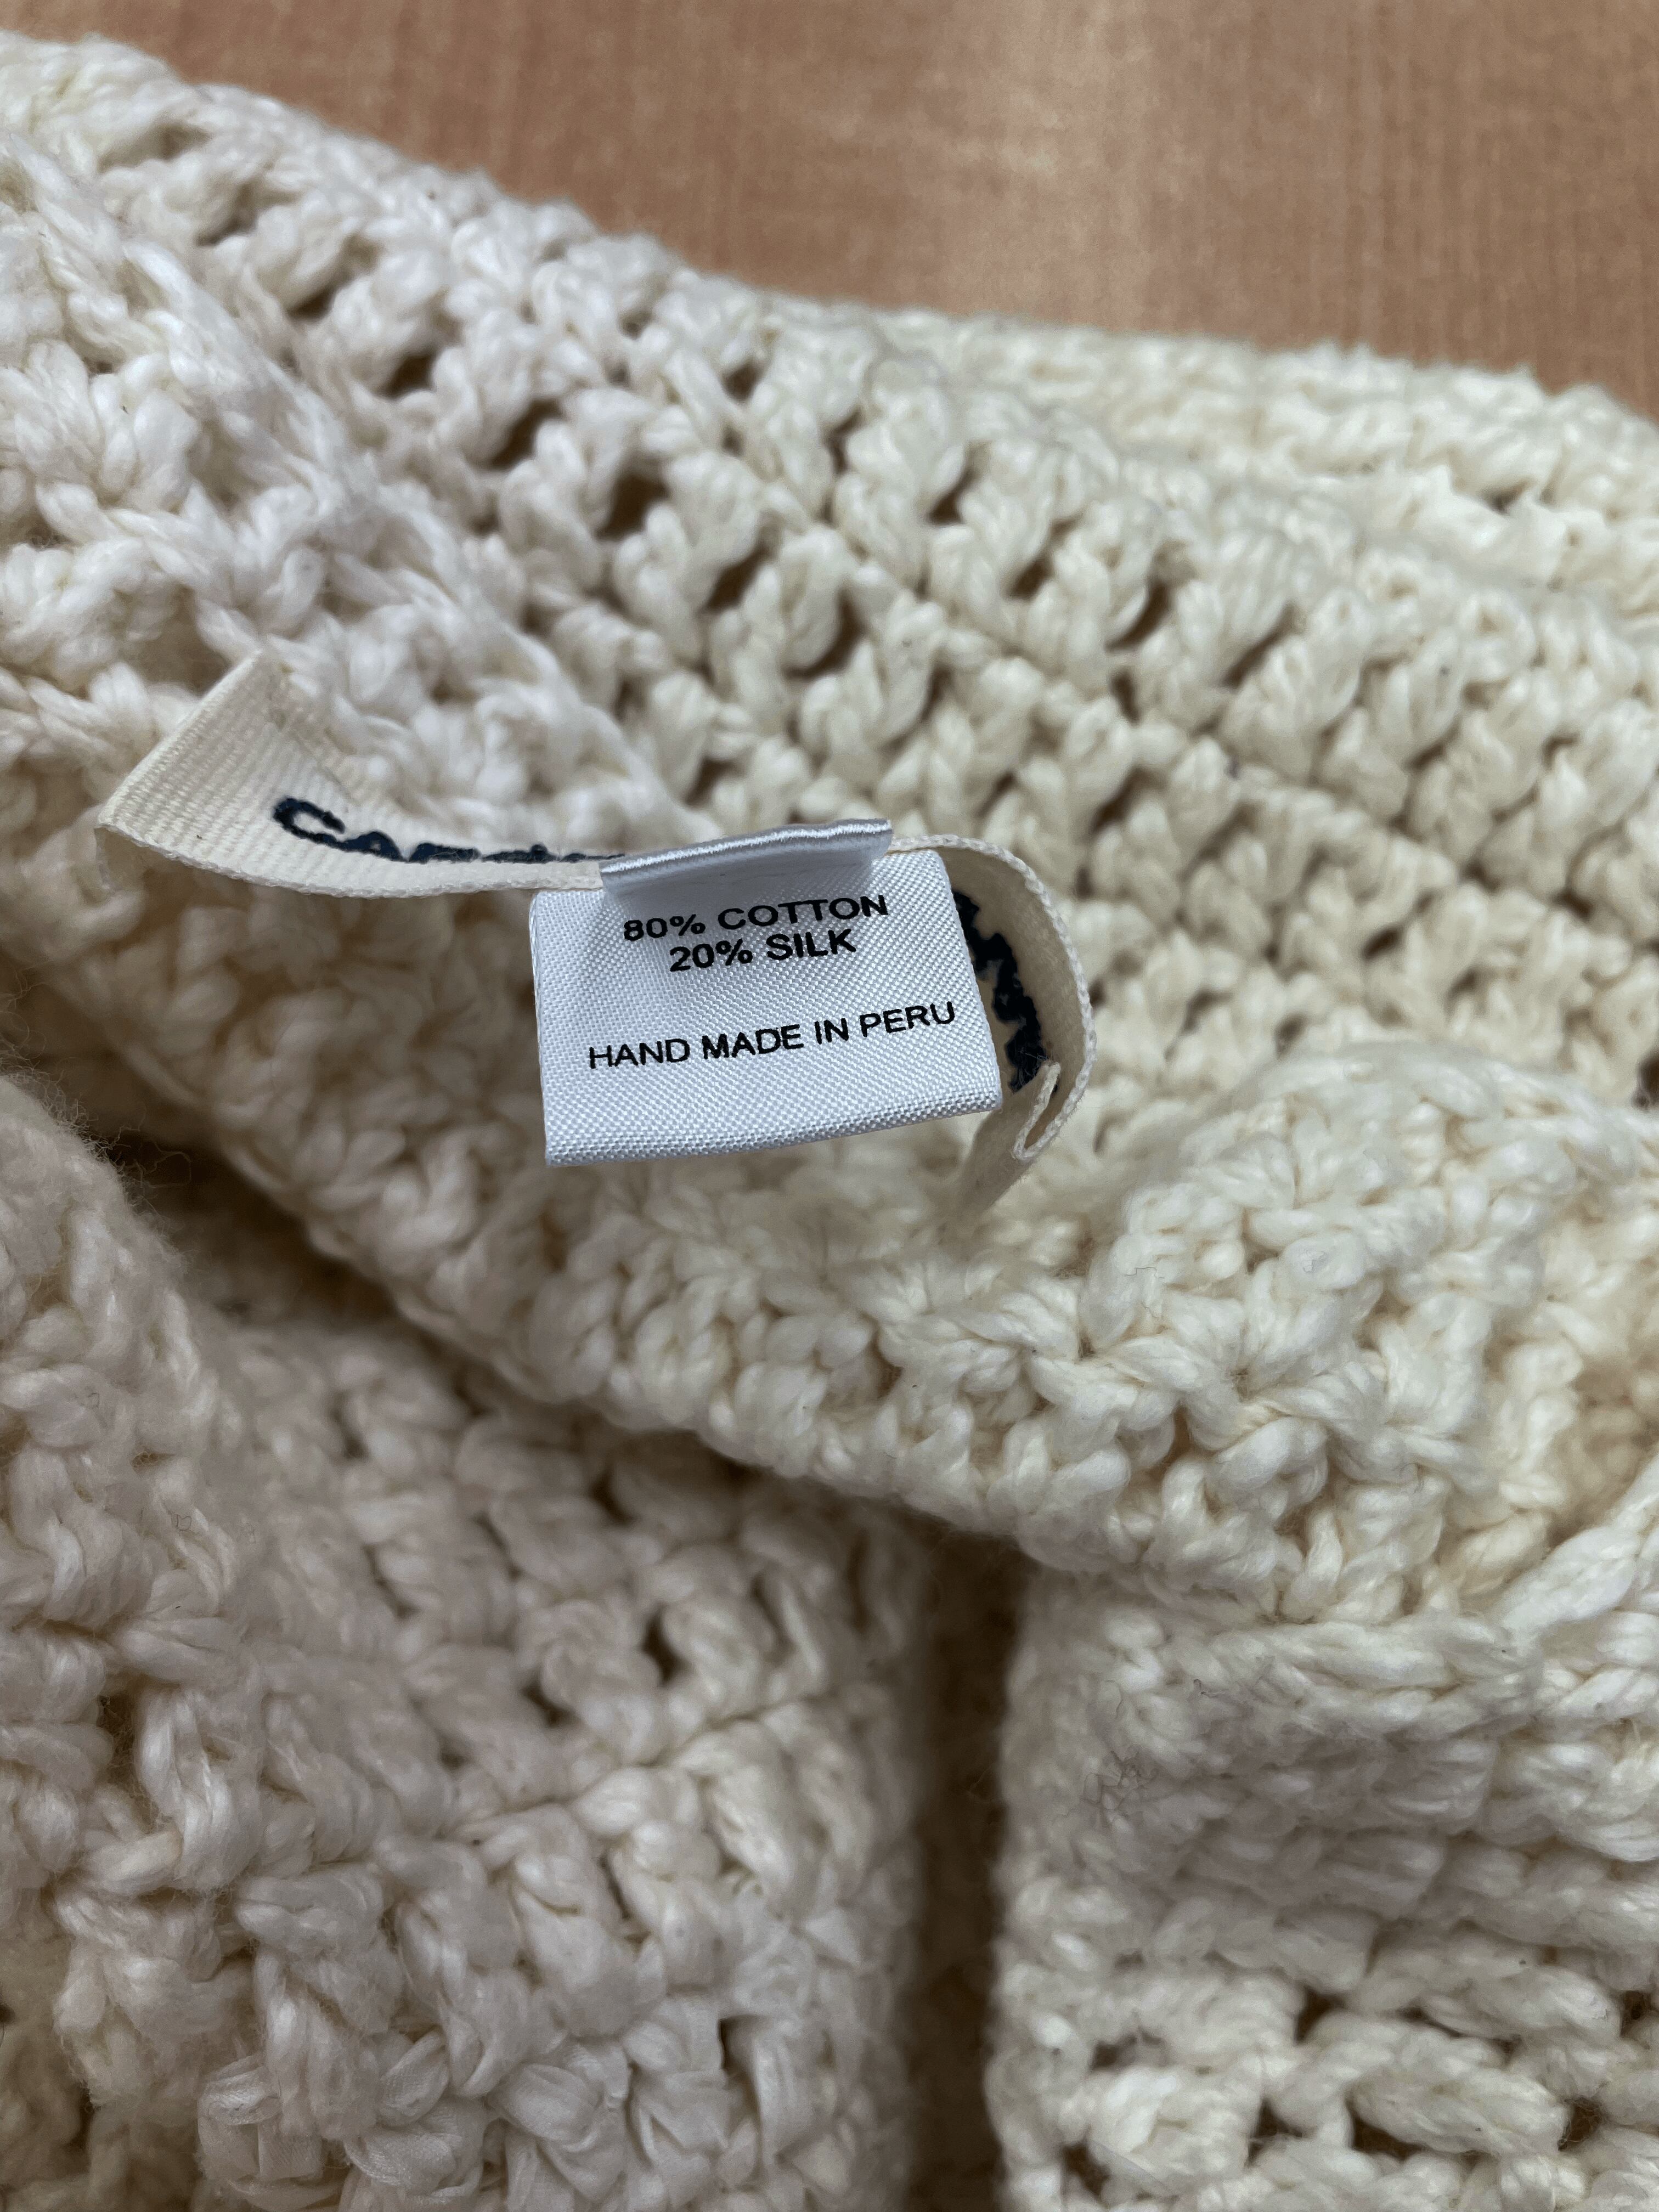 80% COTTON
20% SILK
HAND MADE IN PERU